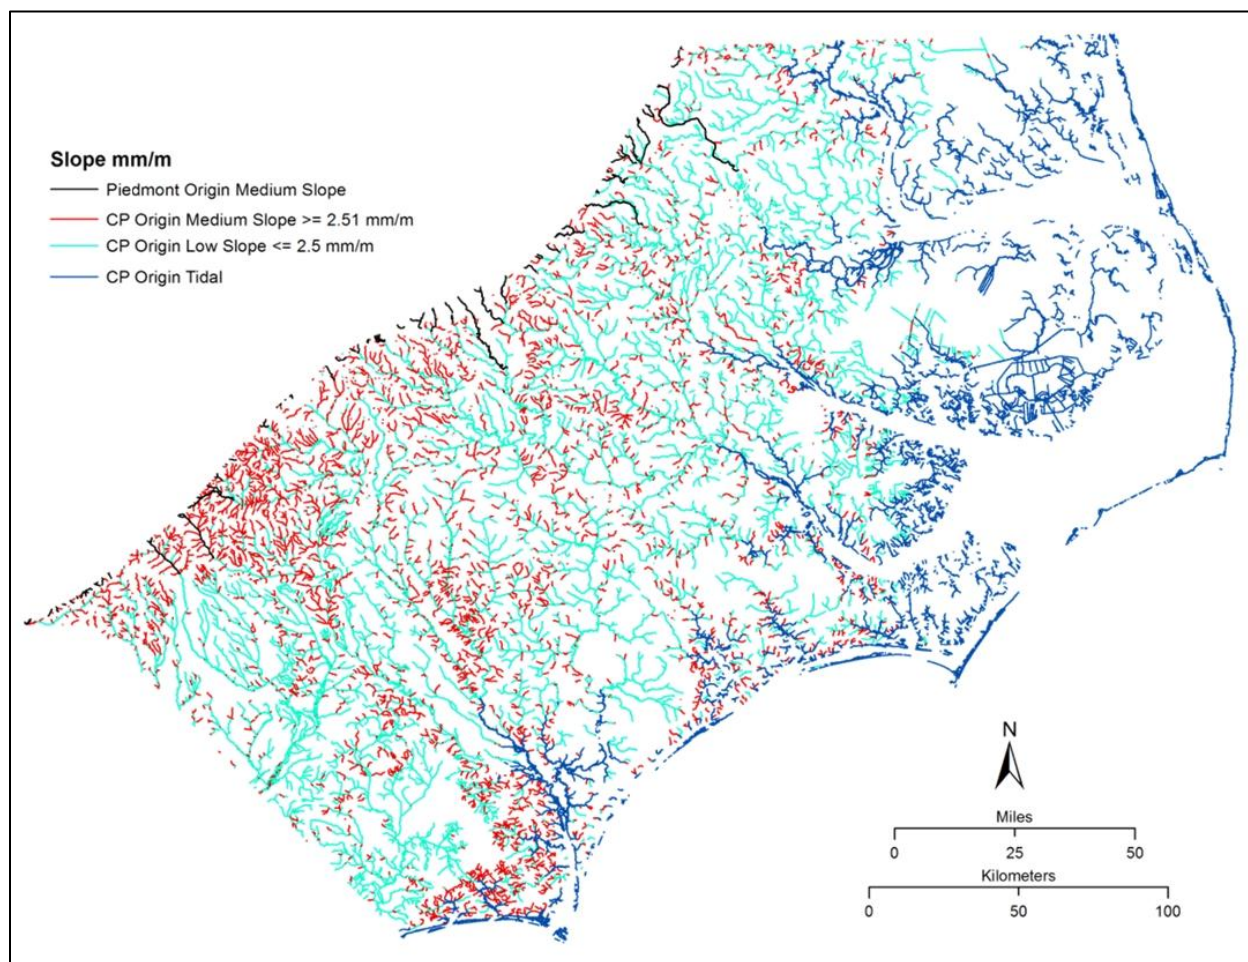 Slope mm/m
Piedmont Origin Medium Slope
CP Origin Medium Slope >= 2.51 mm/m
CP Origin Low Slope <= 2.5 mm/m
CP Origin Tidal
N
Miles
0 25 50
Kilometers
0 50 100